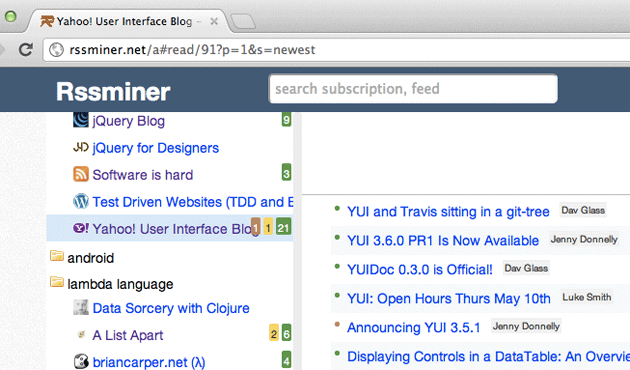 Yahoo! User Interface Blog –
rssminer.net/a#read/91?p=1&s=newest
Rssminer
search subscription, feed
jQuery Blog 9
jQuery for Designers
Software is hard 3
Test Driven Websites (TDD and
Yahoo! User Interface Blog 1 1 21
android
lambda language
Data Sorcery with Clojure
A List Apart 2 6
briancarper.net (λ) 4
YUI and Travis sitting in a git-tree Dav Glass
YUI 3.6.0 PR1 Is Now Available Jenny Donnelly
YUIDoc 0.3.0 is Official! Dav Glass
YUI: Open Hours Thurs May 10th Luke Smith
Announcing YUI 3.5.1 Jenny Donnelly
Displaying Controls in a DataTable: An Overvie